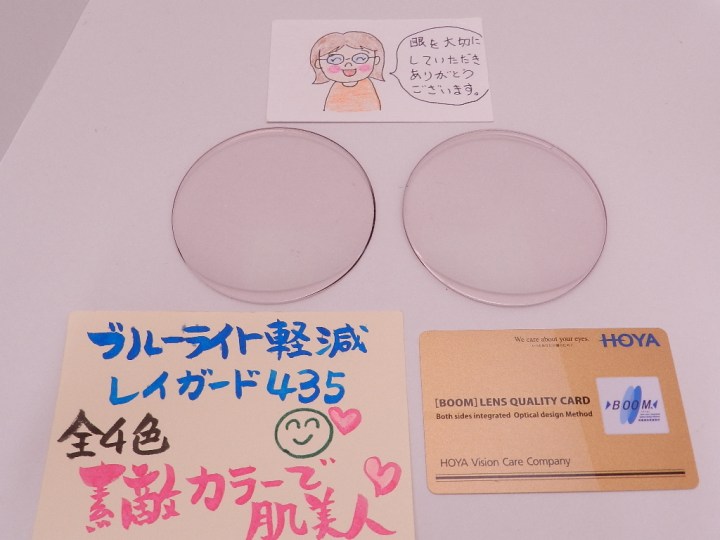 眼を大切に
していただき
ありがとう
ございます。
ブルーライト軽減
レイガード435
全4色
素敵カラーで
肌美人
We care about your eyes.
HOYA
[BOOM] LENS QUALITY CARD
Both sides integrated Optical design Method
BOOM
HOYA Vision Care Company